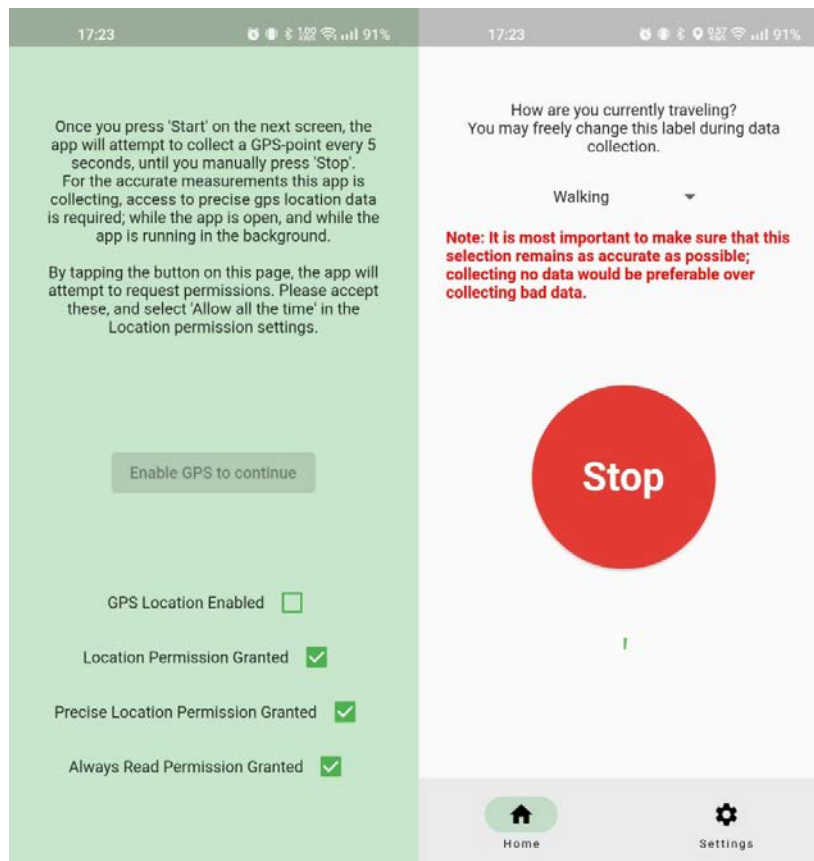 17:23
91%
Once you press 'Start' on the next screen, the
app will attempt to collect a GPS-point every 5
seconds, until you manually press 'Stop'.
For the accurate measurements this app is
collecting, access to precise gps location data
is required; while the app is open, and while the
app is running in the background.
By tapping the button on this page, the app will
attempt to request permissions. Please accept
these, and select 'Allow all the time' in the
Location permission settings.
Enable GPS to continue
GPS Location Enabled
Location Permission Granted
Precise Location Permission Granted
Always Read Permission Granted
17:23
91%
How are you currently traveling?
You may freely change this label during data
collection.
Walking
Note: It is most important to make sure that this
selection remains as accurate as possible;
collecting no data would be preferable over
collecting bad data.
Stop
Home
Settings